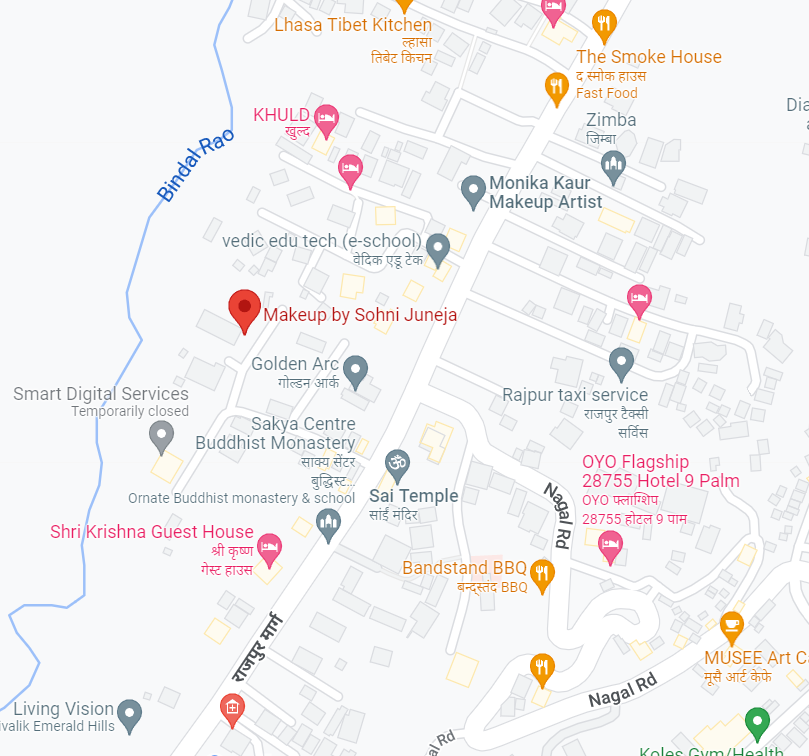 Lhasa Tibet Kitchen
ल्हासा
तिबेट किचन
The Smoke House
द स्मोक हाउस
Fast Food
KHULD
खुल्द
Zimba
जिम्बा
Dia
Bindal Rao
Monika Kaur
Makeup Artist
vedic edu tech (e-school)
वेदिक एडू टेक
Makeup by Sohni Juneja
Golden Arc
गोल्डन आर्क
Smart Digital Services
Temporarily closed
Rajpur taxi service
राजपुर टैक्सी
सर्विस
Sakya Centre
Buddhist Monastery
साक्य सेंटर
बुद्धिस्ट...
Ornate Buddhist monastery & school
Sai Temple
सांई मंदिर
OYO Flagship
28755 Hotel 9 Palm
OYO फ्लाग्शिप
28755 होटल 9 पाम
Nagal Rd
Shri Krishna Guest House
श्री कृष्ण
गेस्ट हाउस
Bandstand BBQ
बन्द्स्तंद BBQ
राजपुर मार्ग
MUSEE Art Ca
मूसै आर्ट केफे
Nagal Rd
Living Vision
ivalik Emerald Hills
al Rd
Koles Gym/Health